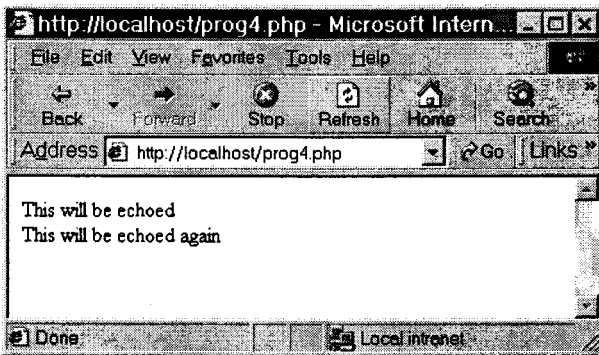 http://localhost/prog4.php - Microsoft Intern...
File Edit View Favorites Tools Help
Back Forward Stop Refresh Home Search »
Address http://localhost/prog4.php Go Links »
This will be echoed
This will be echoed again
Done Local intranet